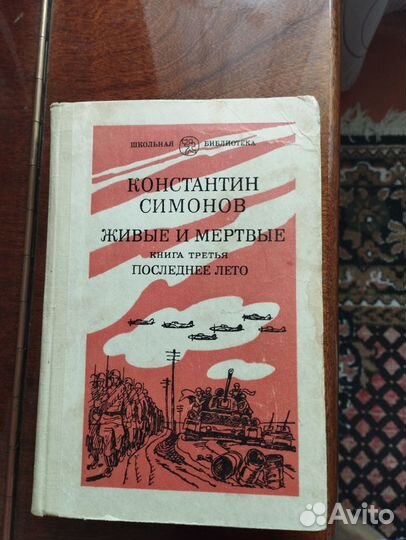 ШКОЛЬНАЯ БИБЛИОТЕКА
КОНСТАНТИН
СИМОНОВ
ЖИВЫЕ И МЕРТВЫЕ
КНИГА ТРЕТЬЯ
ПОСЛЕДНЕЕ ЛЕТО
Avito